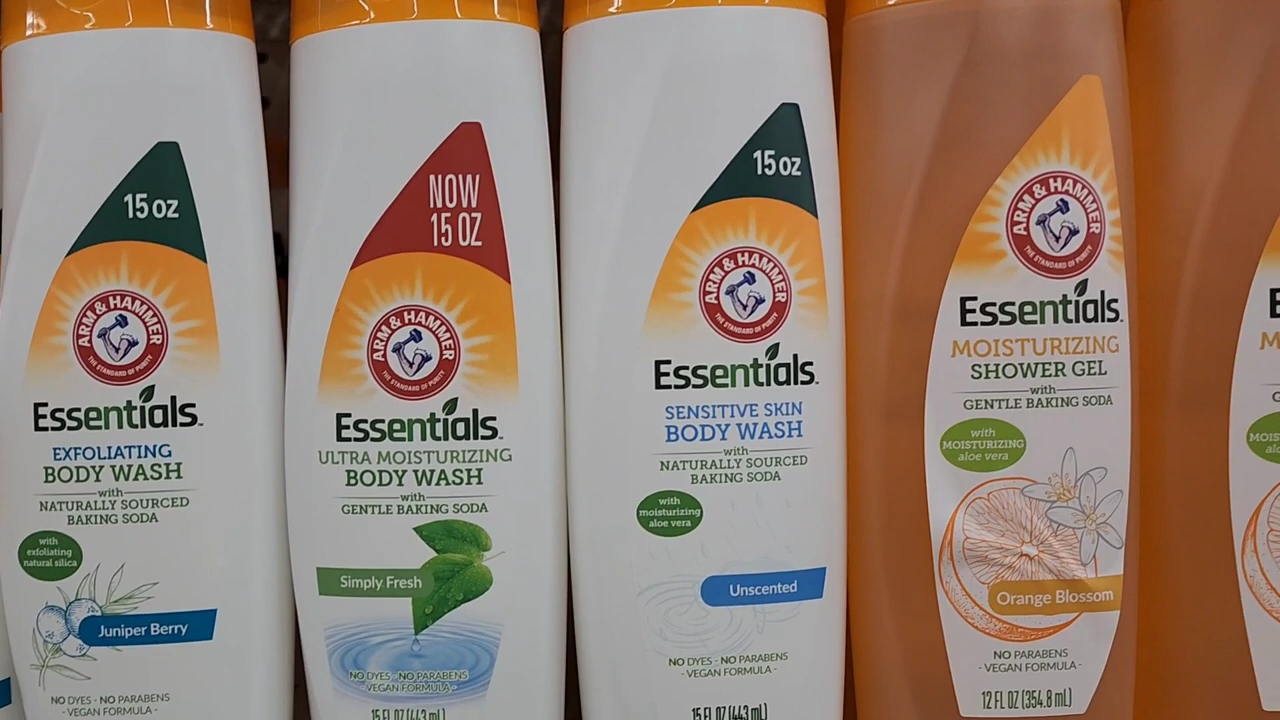 15 oz
ARM & HAMMER
THE STANDARD OF PURITY
Essentials
EXFOLIATING
BODY WASH
with
NATURALLY SOURCED
BAKING SODA
with
exfoliating
natural silica
Juniper Berry
NO DYES - NO PARABENS
- VEGAN FORMULA -
NOW
15 OZ
ARM & HAMMER
THE STANDARD OF PURITY
Essentials
ULTRA MOISTURIZING
BODY WASH
with
GENTLE BAKING SODA
Simply Fresh
NO DYES - NO PARABENS
- VEGAN FORMULA -
15 FL OZ (443 mL)
15 oz
ARM & HAMMER
THE STANDARD OF PURITY
Essentials
SENSITIVE SKIN
BODY WASH
with
NATURALLY SOURCED
BAKING SODA
with
moisturizing
aloe vera
Unscented
NO DYES - NO PARABENS
- VEGAN FORMULA -
15 FL OZ (443 mL)
ARM & HAMMER
THE STANDARD OF PURITY
Essentials
MOISTURIZING
SHOWER GEL
with
GENTLE BAKING SODA
with
MOISTURIZING
aloe vera
Orange Blossom
NO PARABENS
- VEGAN FORMULA -
12 FL OZ (354.8 mL)